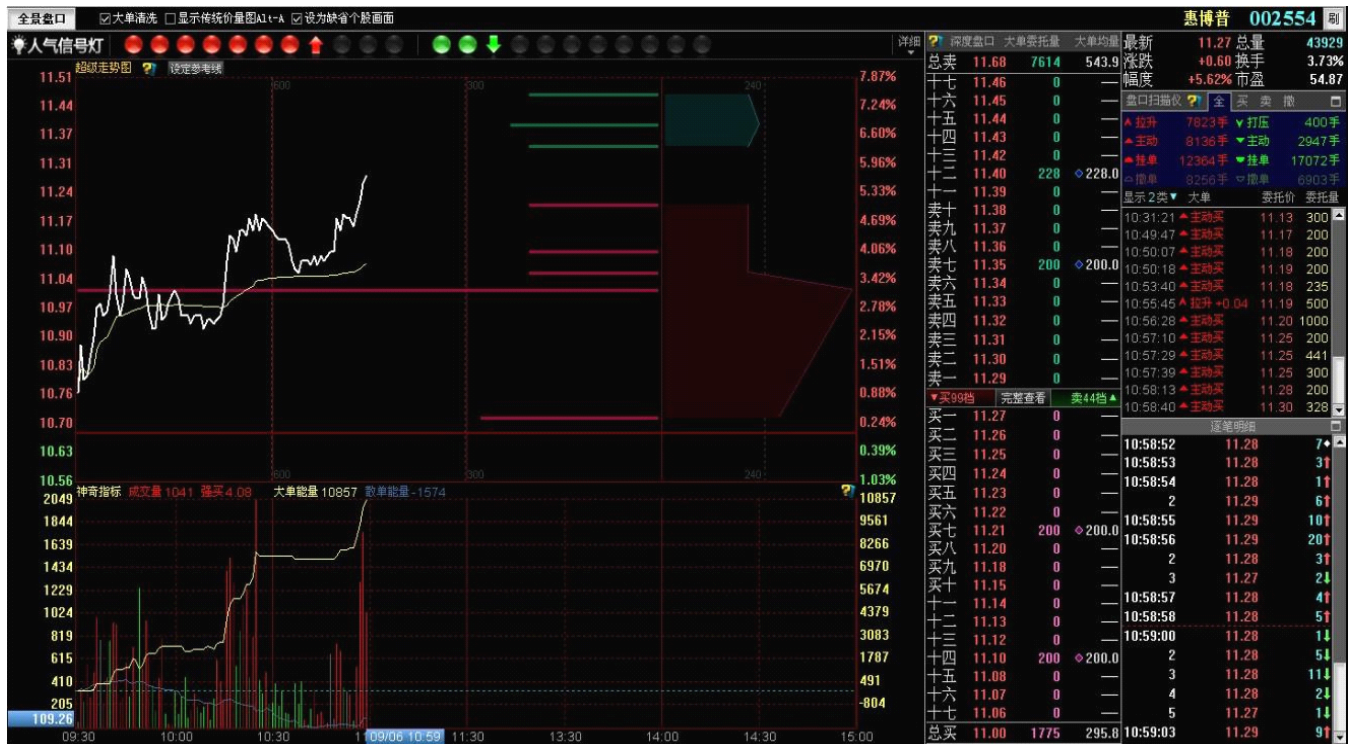 全景盘口 大单清洗 显示传统价量图Alt-A 设为缺省个股画面 惠博普 002554 刷
人气信号灯
超级走势图 设定参考线
600 300 240
11.51 7.87%
11.44 7.24%
11.37 6.60%
11.31 5.96%
11.24 5.33%
11.17 4.69%
11.10 4.06%
11.04 3.42%
10.97 2.78%
10.90 2.15%
10.83 1.51%
10.76 0.88%
10.70 0.24%
10.63 0.39%
10.56 1.03%
600 300 240
神奇指标 成交量 1041 强买 4.08 大单能量 10857 散单能量 -1574
2049 10857
1844 9561
1639 8266
1434 6970
1229 5674
1024 4379
819 3083
615 1787
410 491
205 -804
109.26
09:30 10:00 10:30 09/06 10:59 11:30 13:30 14:00 14:30 15:00
详细 深度盘口 大单委托量 大单均量
总卖 11.68 7614 543.9
十七 11.46 0 —
十六 11.45 0 —
十五 11.44 0 —
十四 11.43 0 —
十三 11.42 0 —
十二 11.40 228 228.0
十一 11.39 0 —
卖十 11.38 0 —
卖九 11.37 0 —
卖八 11.36 0 —
卖七 11.35 200 200.0
卖六 11.34 0 —
卖五 11.33 0 —
卖四 11.32 0 —
卖三 11.31 0 —
卖二 11.30 0 —
卖一 11.29 0 —
▼买99档 完整查看 卖44档▲
买一 11.27 0 —
买二 11.26 0 —
买三 11.25 0 —
买四 11.24 0 —
买五 11.23 0 —
买六 11.22 0 —
买七 11.21 200 200.0
买八 11.20 0 —
买九 11.18 0 —
买十 11.15 0 —
十一 11.14 0 —
十二 11.13 0 —
十三 11.12 0 —
十四 11.10 200 200.0
十五 11.08 0 —
十六 11.07 0 —
十七 11.06 0 —
总买 11.00 1775 295.8
最新 11.27 总量 43929
涨跌 +0.60 换手 3.73%
幅度 +5.62% 市盈 54.87
盘口扫描仪 全 买 卖 撤
拉升 7823手 打压 400手
主动 8136手 主动 2947手
挂单 12364手 挂单 17072手
撤单 8256手 撤单 6903手
显示2类▼ 大单 委托价 委托量
10:31:21 主动买 11.13 300
10:49:47 主动买 11.17 200
10:50:07 主动买 11.18 200
10:50:18 主动买 11.19 200
10:53:40 主动买 11.18 235
10:55:45 拉升 +0.04 11.19 500
10:56:28 主动买 11.20 1000
10:57:10 主动买 11.25 200
10:57:29 主动买 11.25 441
10:57:39 主动买 11.25 300
10:58:13 主动买 11.28 200
10:58:40 主动买 11.30 328
逐笔明细
10:58:52 11.28 7
10:58:53 11.28 3↑
10:58:54 11.28 1↑
2 11.29 6↑
10:58:55 11.29 10↑
10:58:56 11.29 20↑
2 11.28 3↑
3 11.27 2↓
10:58:57 11.28 4↑
10:58:58 11.28 5↑
10:59:00 11.28 1↓
2 11.28 5↓
3 11.28 11↓
4 11.28 2↓
5 11.27 1↓
10:59:03 11.29 9↑